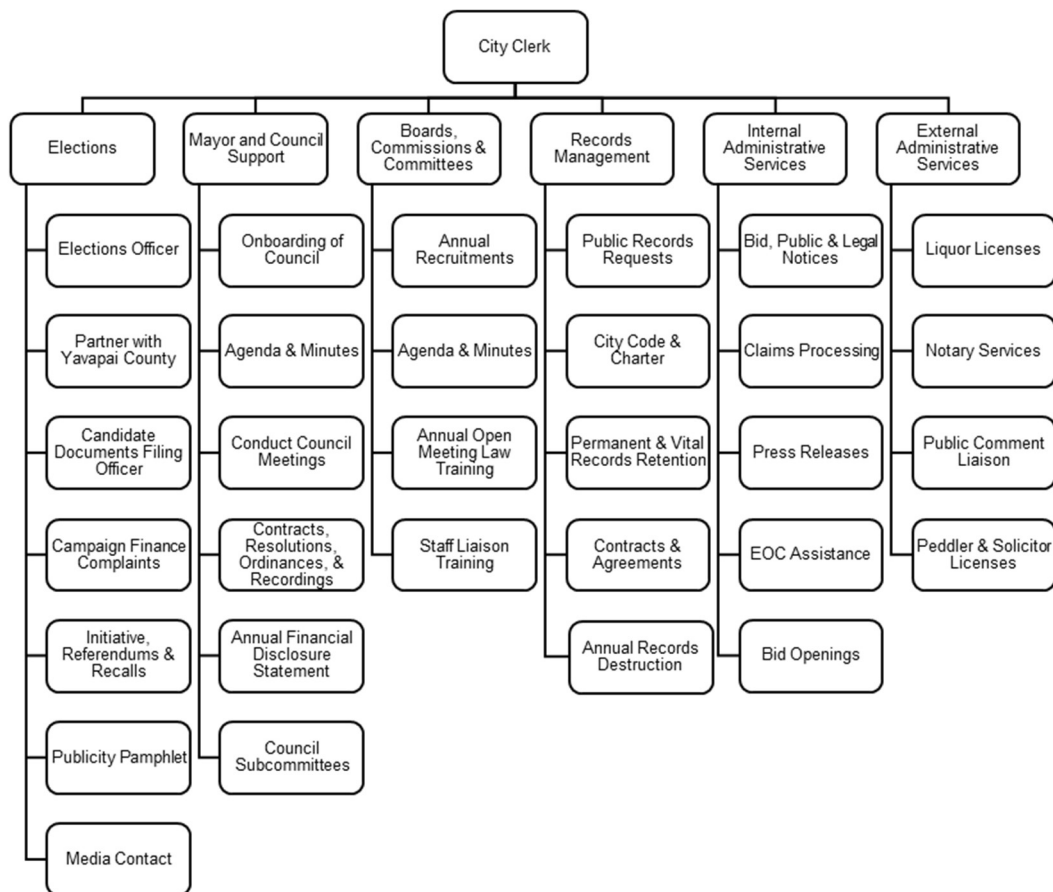 City Clerk
Elections
Mayor and Council
Support
Boards,
Commissions &
Committees
Records
Management
Internal
Administrative
Services
External
Administrative
Services
Elections Officer
Partner with
Yavapai County
Candidate
Documents Filing
Officer
Campaign Finance
Complaints
Initiative,
Referendums &
Recalls
Publicity Pamphlet
Media Contact
Onboarding of
Council
Agenda & Minutes
Conduct Council
Meetings
Contracts,
Resolutions,
Ordinances, &
Recordings
Annual Financial
Disclosure
Statement
Council
Subcommittees
Annual
Recruitments
Agenda & Minutes
Annual Open
Meeting Law
Training
Staff Liaison
Training
Public Records
Requests
City Code &
Charter
Permanent & Vital
Records Retention
Contracts &
Agreements
Annual Records
Destruction
Bid, Public & Legal
Notices
Claims Processing
Press Releases
EOC Assistance
Bid Openings
Liquor Licenses
Notary Services
Public Comment
Liaison
Peddler & Solicitor
Licenses